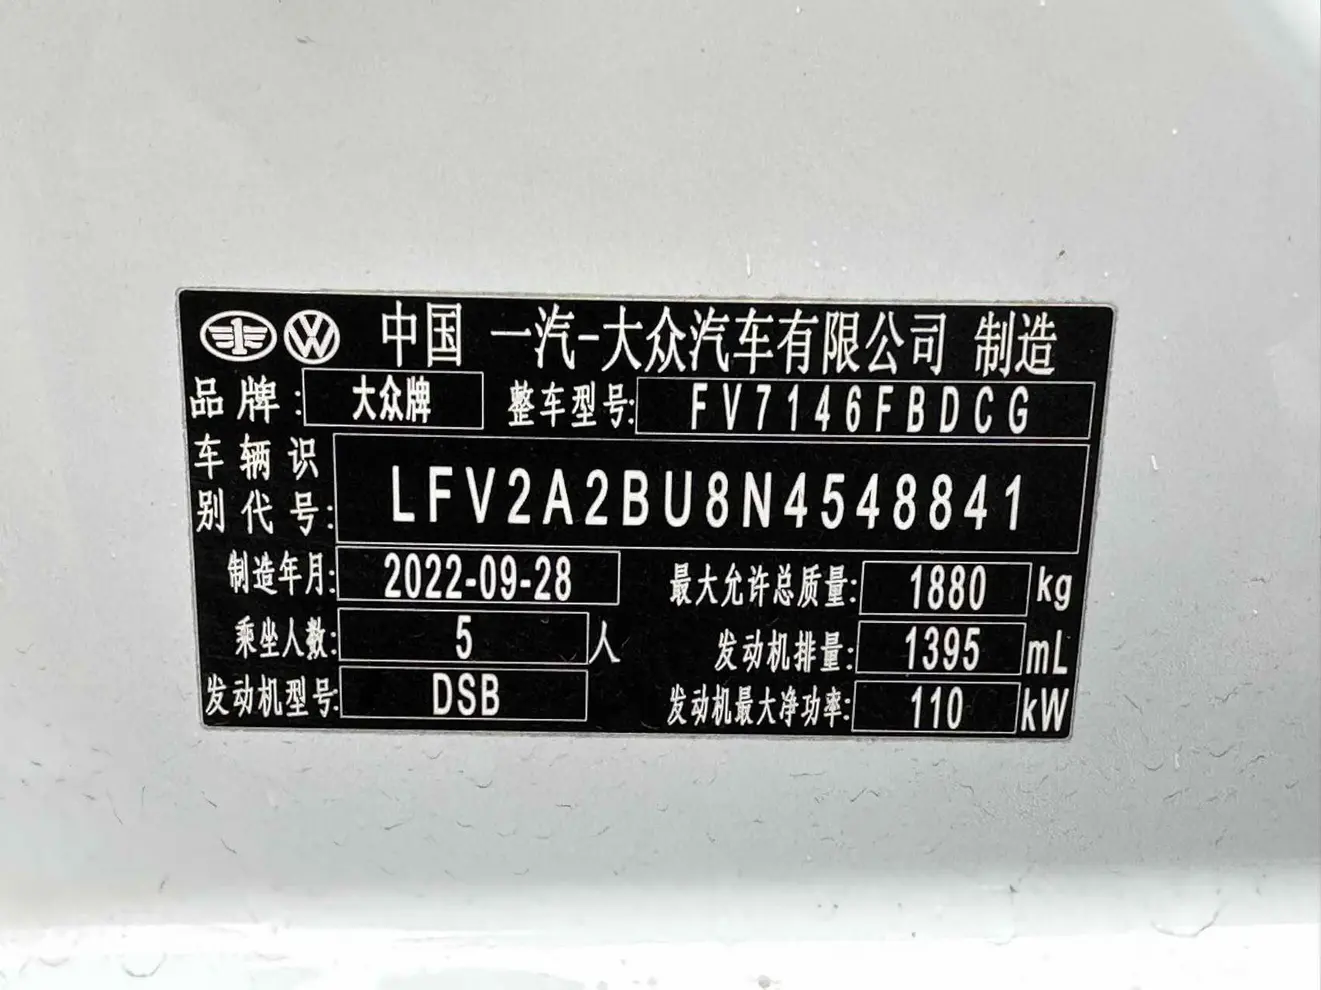 中国 一汽-大众汽车有限公司 制造
品牌: 大众牌 整车型号: FV7146FBDCG
车辆识别代号: LFV2A2BU8N4548841
制造年月: 2022-09-28 最大允许总质量: 1880 kg
乘坐人数: 5 人 发动机排量: 1395 mL
发动机型号: DSB 发动机最大净功率: 110 kW